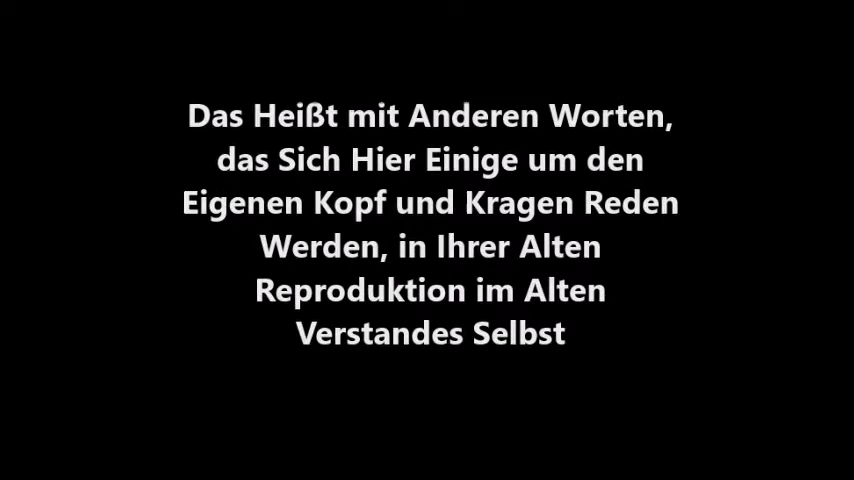 Das Heißt mit Anderen Worten,
das Sich Hier Einige um den
Eigenen Kopf und Kragen Reden
Werden, in Ihrer Alten
Reproduktion im Alten
Verstandes Selbst